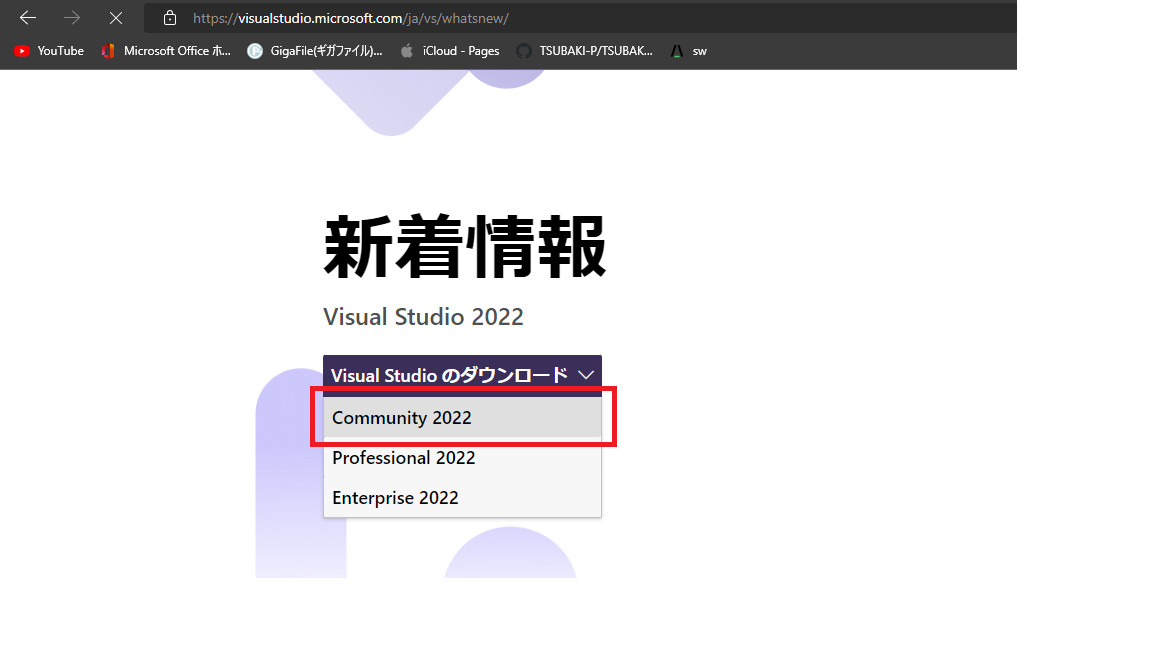 https://visualstudio.microsoft.com/ja/vs/whatsnew/
YouTube Microsoft Office ホ... GigaFile(ギガファイル)... iCloud - Pages TSUBAKI-P/TSUBAK... sw
新着情報
Visual Studio 2022
Visual Studio のダウンロード
Community 2022
Professional 2022
Enterprise 2022